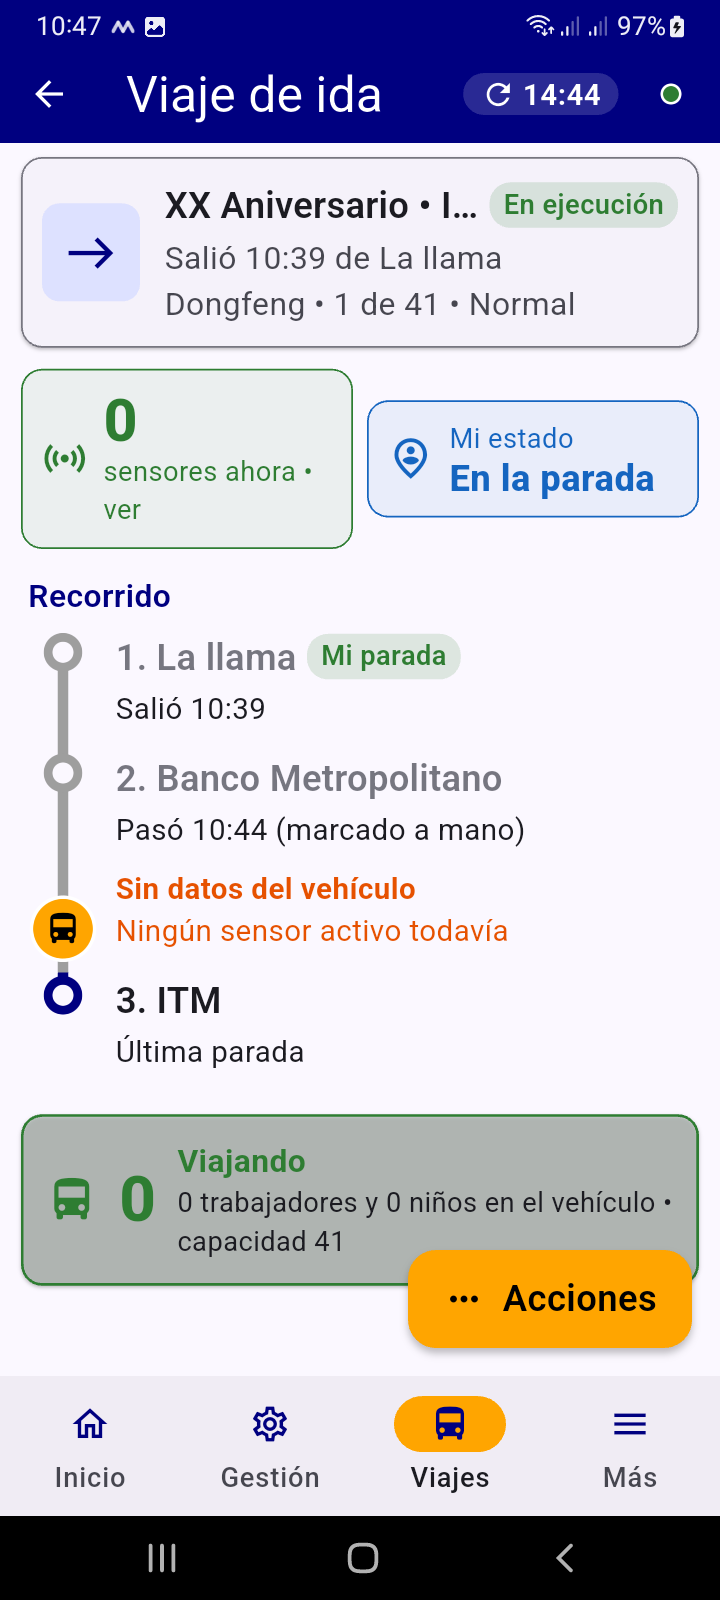 10:47
97%
Viaje de ida
14:44
XX Aniversario • I...
En ejecución
Salió 10:39 de La llama
Dongfeng • 1 de 41 • Normal
0
sensores ahora •
ver
Mi estado
En la parada
Recorrido
1. La llama
Mi parada
Salió 10:39
2. Banco Metropolitano
Pasó 10:44 (marcado a mano)
Sin datos del vehículo
Ningún sensor activo todavía
3. ITM
Última parada
0
Viajando
0 trabajadores y 0 niños en el vehículo •
capacidad 41
Acciones
Inicio
Gestión
Viajes
Más